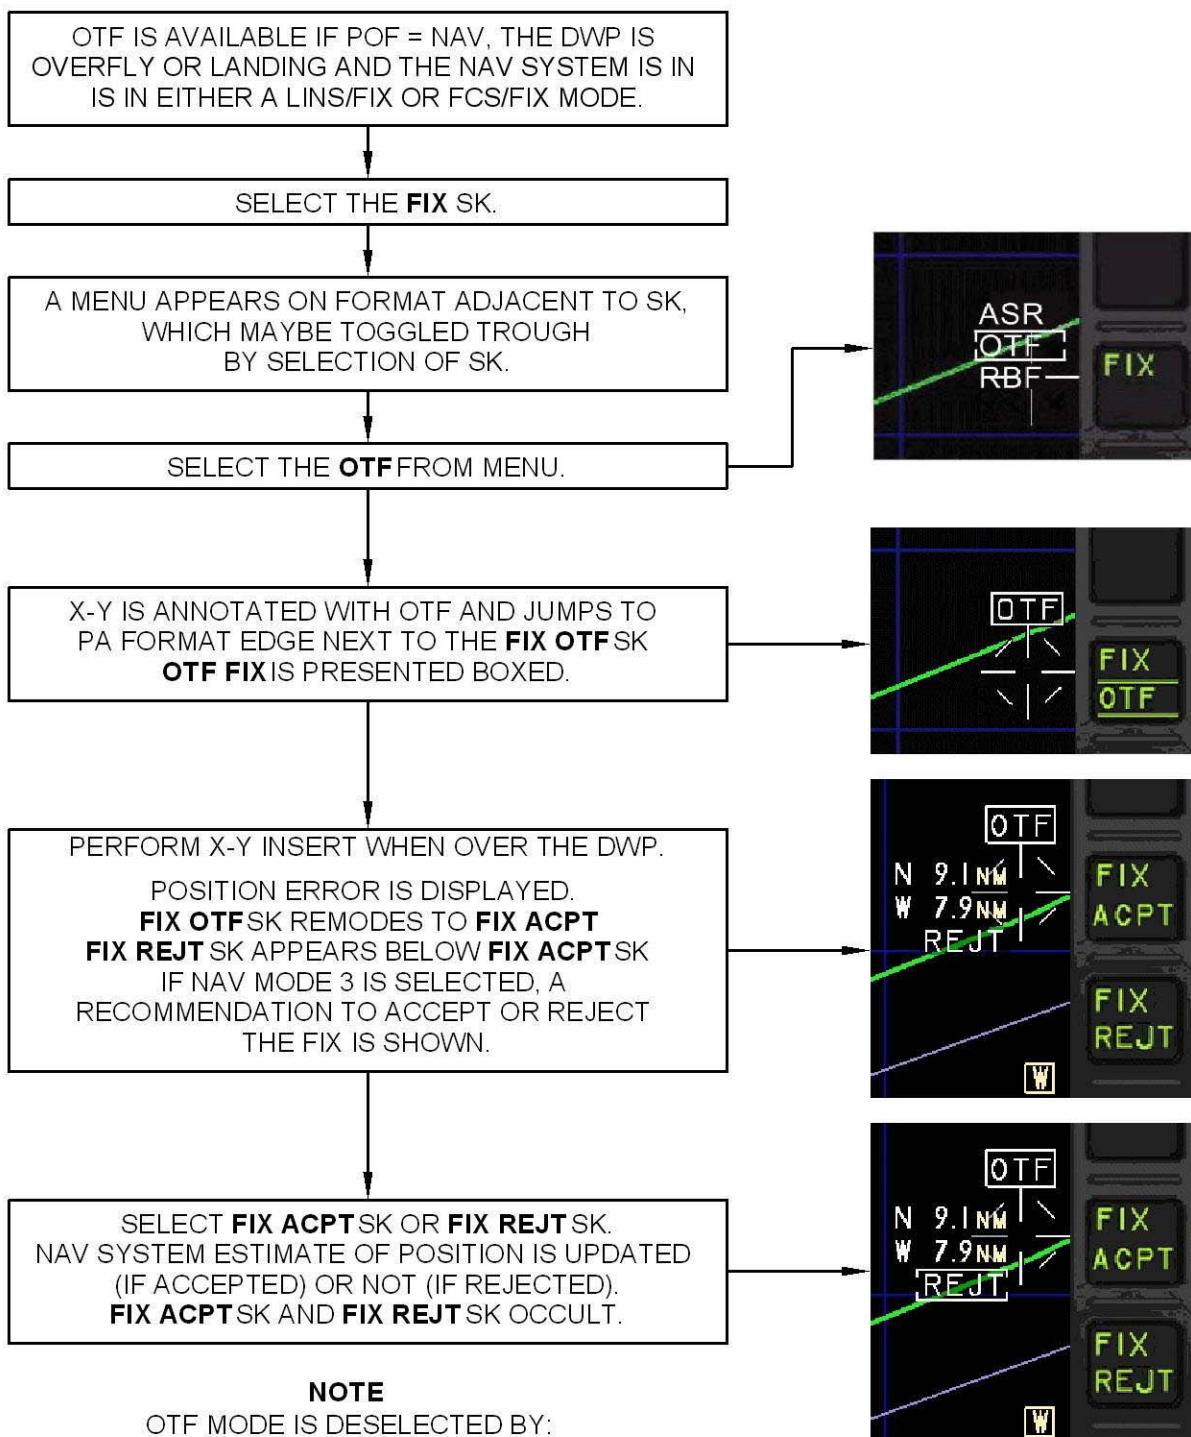 OTF IS AVAILABLE IF POF = NAV, THE DWP IS
OVERFLY OR LANDING AND THE NAV SYSTEM IS IN
IS IN EITHER A LINS/FIX OR FCS/FIX MODE.
SELECT THE FIX SK.
A MENU APPEARS ON FORMAT ADJACENT TO SK,
WHICH MAYBE TOGGLED TROUGH
BY SELECTION OF SK.
SELECT THE OTF FROM MENU.
ASR
OTF
RBF
FIX
X-Y IS ANNOTATED WITH OTF AND JUMPS TO
PA FORMAT EDGE NEXT TO THE FIX OTF SK
OTF FIX IS PRESENTED BOXED.
OTF
FIX
OTF
PERFORM X-Y INSERT WHEN OVER THE DWP.
POSITION ERROR IS DISPLAYED.
FIX OTF SK REMODES TO FIX ACPT
FIX REJT SK APPEARS BELOW FIX ACPT SK
IF NAV MODE 3 IS SELECTED, A
RECOMMENDATION TO ACCEPT OR REJECT
THE FIX IS SHOWN.
OTF
N 9.1 NM
W 7.9 NM
REJT
FIX
ACPT
FIX
REJT
W
SELECT FIX ACPT SK OR FIX REJT SK.
NAV SYSTEM ESTIMATE OF POSITION IS UPDATED
(IF ACCEPTED) OR NOT (IF REJECTED).
FIX ACPT SK AND FIX REJT SK OCCULT.
OTF
N 9.1 NM
W 7.9 NM
REJT
FIX
ACPT
FIX
REJT
W
NOTE
OTF MODE IS DESELECTED BY: